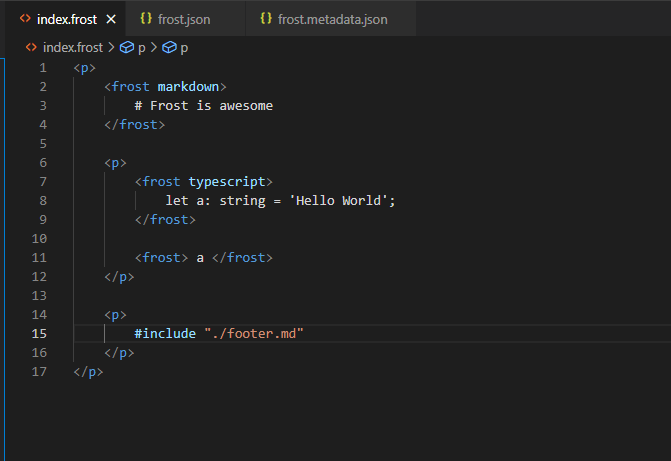 index.frost
frost.json
frost.metadata.json
index.frost > p > p
1 <p>
2     <frost markdown>
3         # Frost is awesome
4     </frost>
5
6     <p>
7         <frost typescript>
8             let a: string = 'Hello World';
9         </frost>
10
11         <frost> a </frost>
12     </p>
13
14     <p>
15         #include "./footer.md"
16     </p>
17 </p>